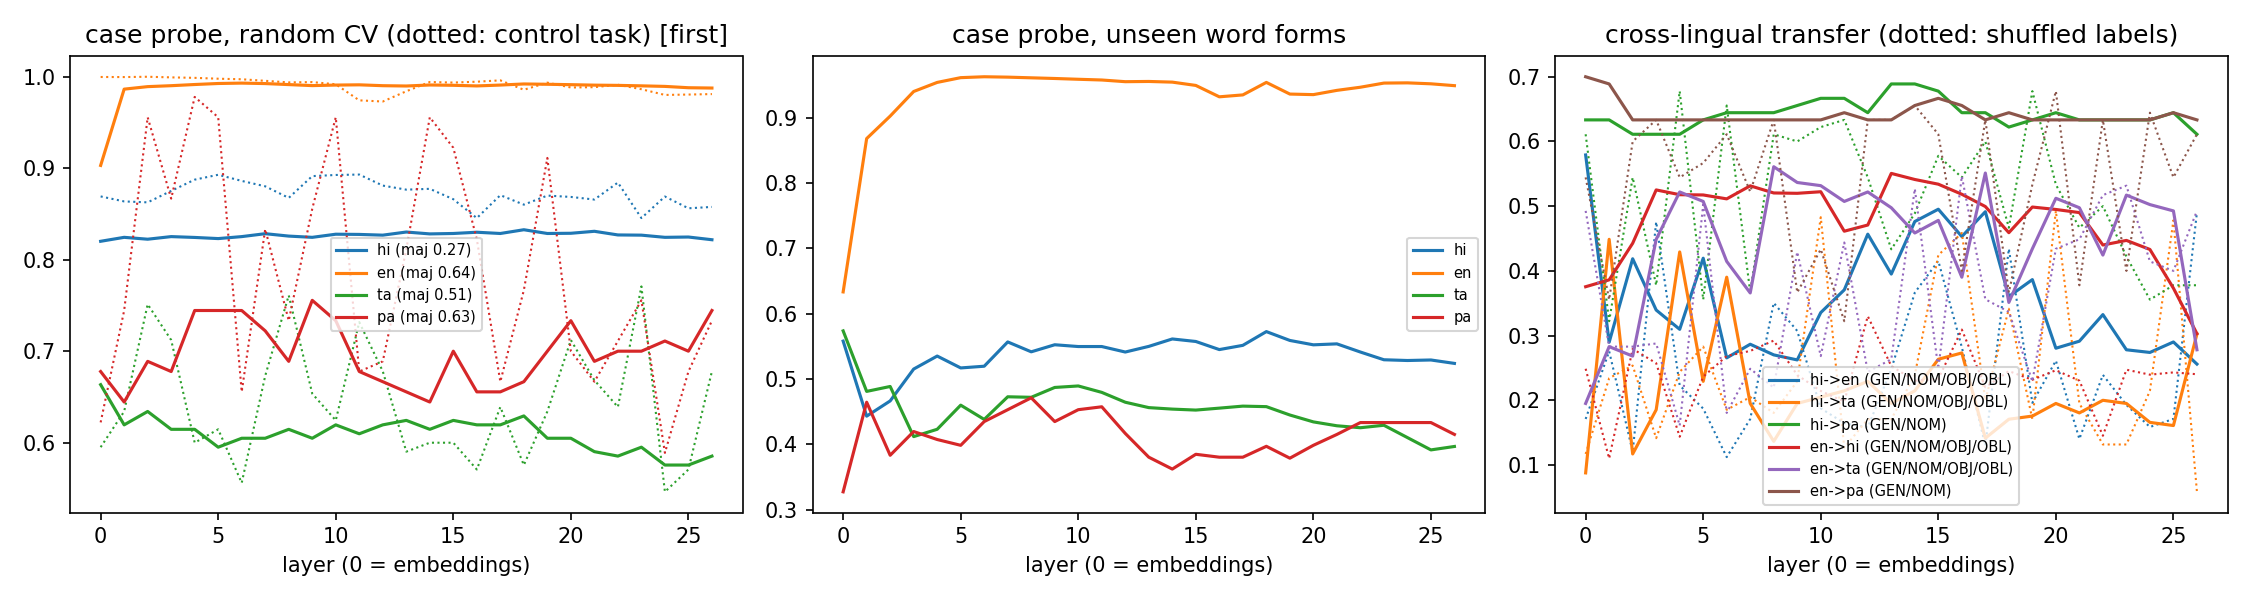 case probe, random CV (dotted: control task) [first]
1.0
0.9
0.8
0.7
0.6
hi (maj 0.27)
en (maj 0.64)
ta (maj 0.51)
pa (maj 0.63)
0 5 10 15 20 25
layer (0 = embeddings)
case probe, unseen word forms
0.9
0.8
0.7
0.6
0.5
0.4
0.3
hi
en
ta
pa
0 5 10 15 20 25
layer (0 = embeddings)
cross-lingual transfer (dotted: shuffled labels)
0.7
0.6
0.5
0.4
0.3
0.2
0.1
hi->en (GEN/NOM/OBJ/OBL)
hi->ta (GEN/NOM/OBJ/OBL)
hi->pa (GEN/NOM)
en->hi (GEN/NOM/OBJ/OBL)
en->ta (GEN/NOM/OBJ/OBL)
en->pa (GEN/NOM)
0 5 10 15 20 25
layer (0 = embeddings)